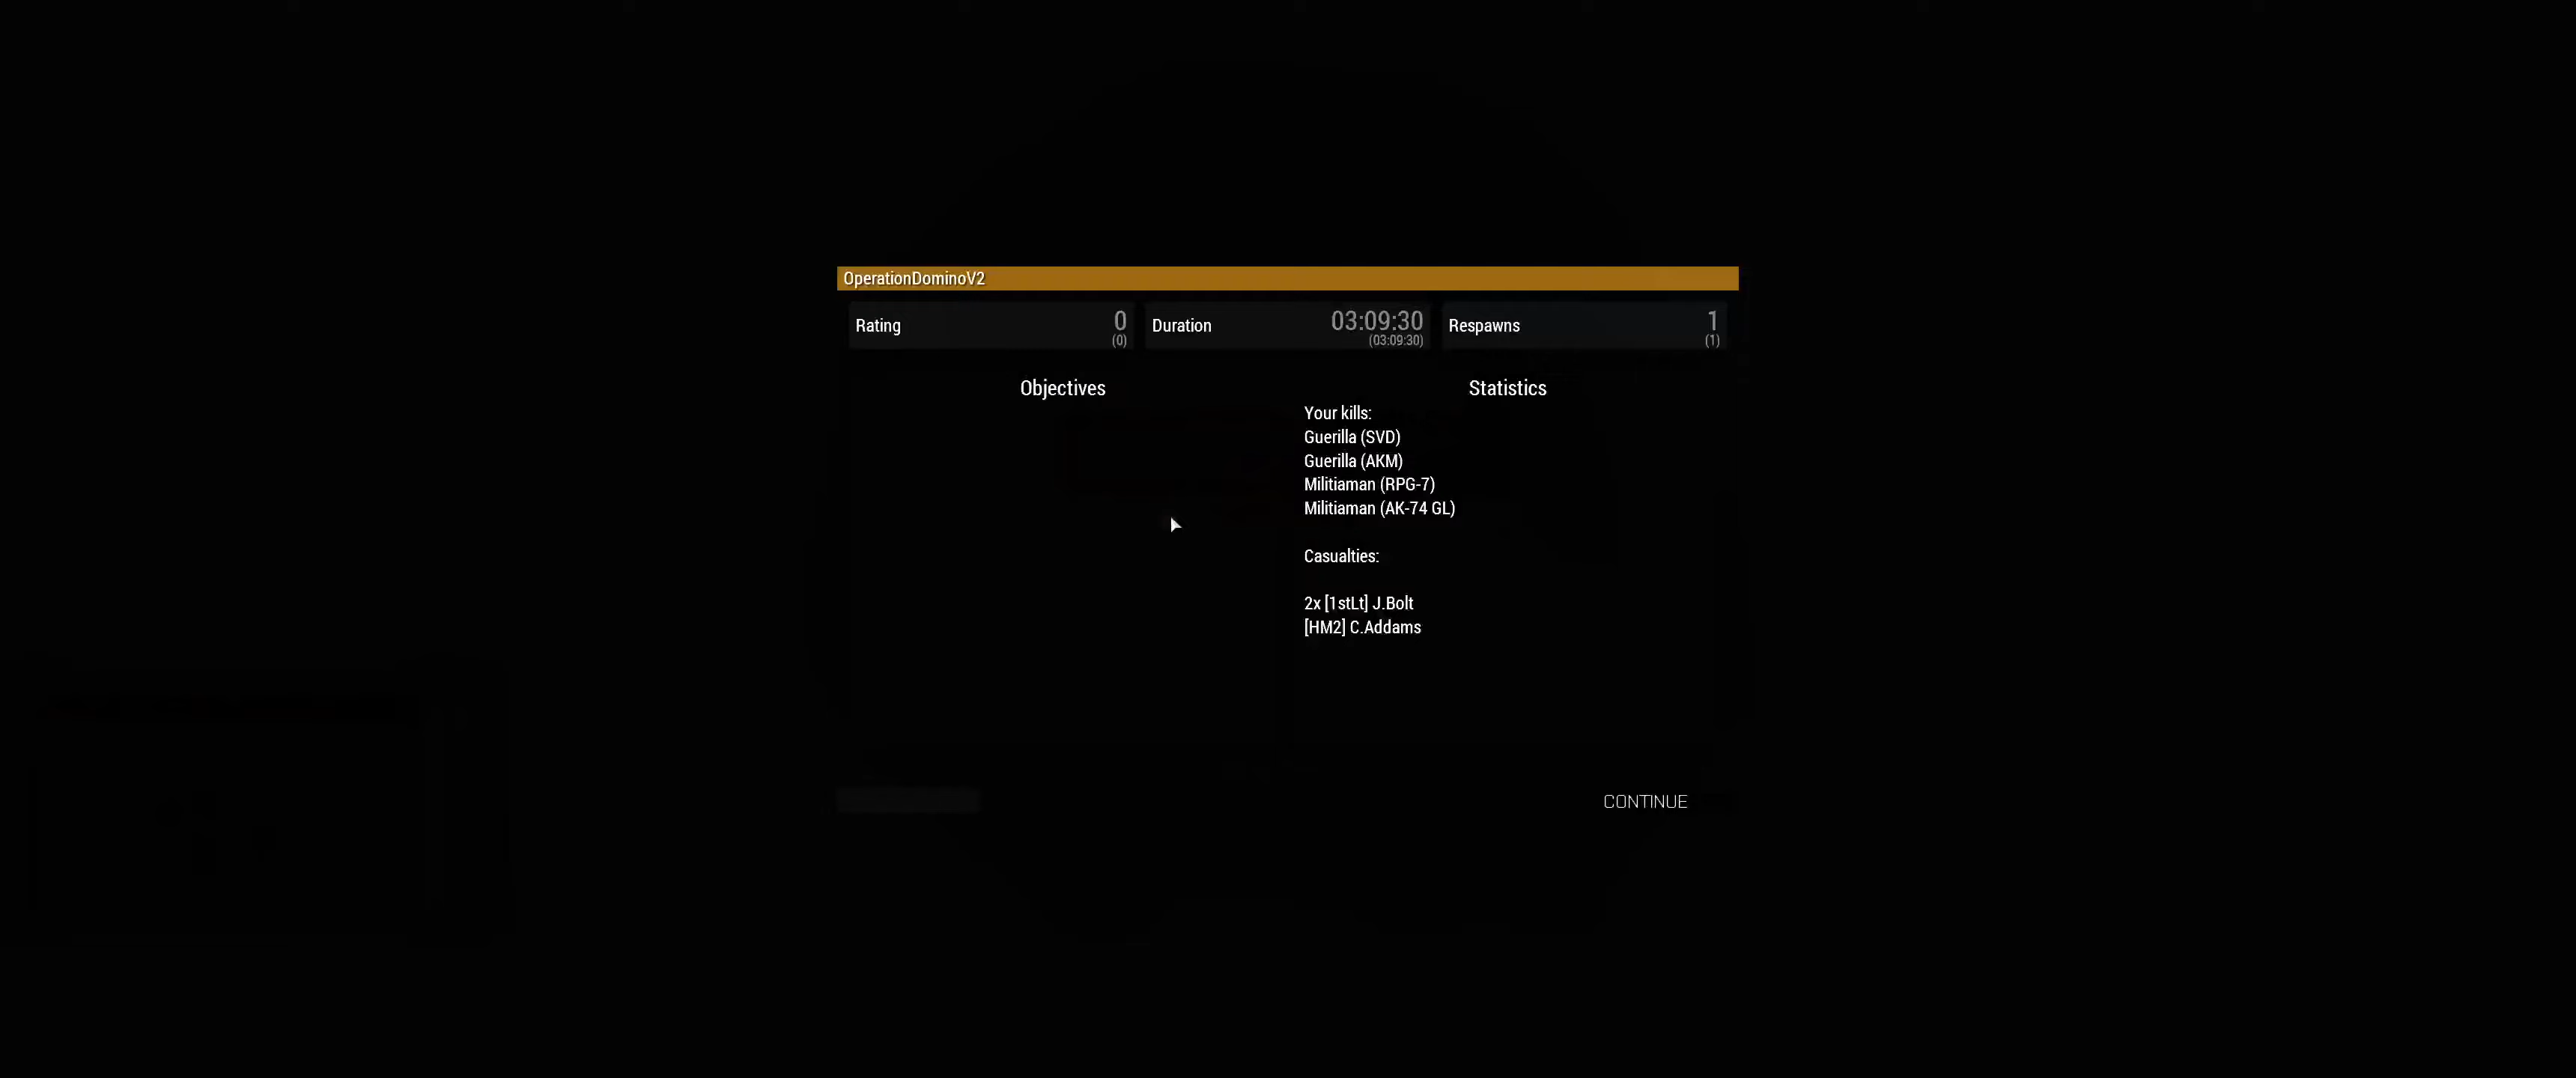 OperationDominoV2
Rating 0
(0)
Duration 03:09:30
(03:09:30)
Respawns 1
(1)
Objectives
Statistics
Your kills:
Guerilla (SVD)
Guerilla (AKM)
Militiaman (RPG-7)
Militiaman (AK-74 GL)
Casualties:
2x [1stLt] J.Bolt
[HM2] C.Addams
CONTINUE